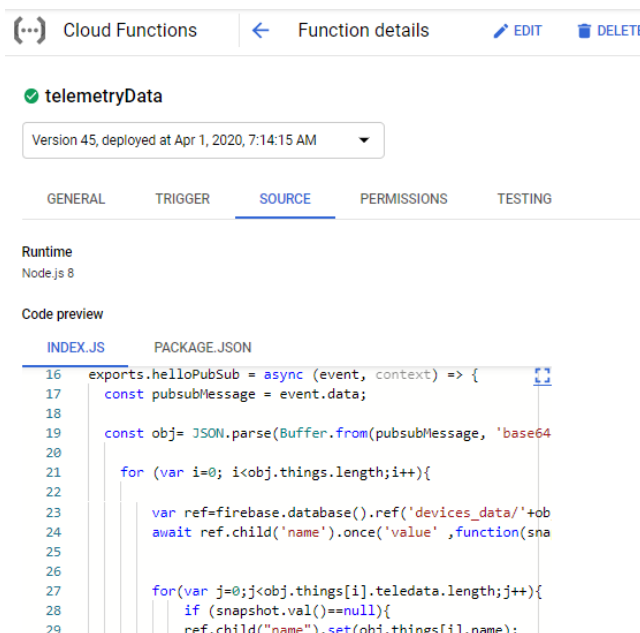 (···) Cloud Functions ← Function details EDIT DELETE
telemetryData
Version 45, deployed at Apr 1, 2020, 7:14:15 AM
GENERAL TRIGGER SOURCE PERMISSIONS TESTING
Runtime
Node.js 8
Code preview
INDEX.JS PACKAGE.JSON
16 exports.helloPubSub = async (event, context) => {
17 const pubsubMessage = event.data;
18
19 const obj= JSON.parse(Buffer.from(pubsubMessage, 'base64
20
21 for (var i=0; i<obj.things.length;i++){
22
23 var ref=firebase.database().ref('devices_data/'+ob
24 await ref.child('name').once('value' ,function(sna
25
26
27 for(var j=0;j<obj.things[i].teledata.length;j++){
28 if (snapshot.val()==null){
29 ref.child("name").set(obj.things[i].name);